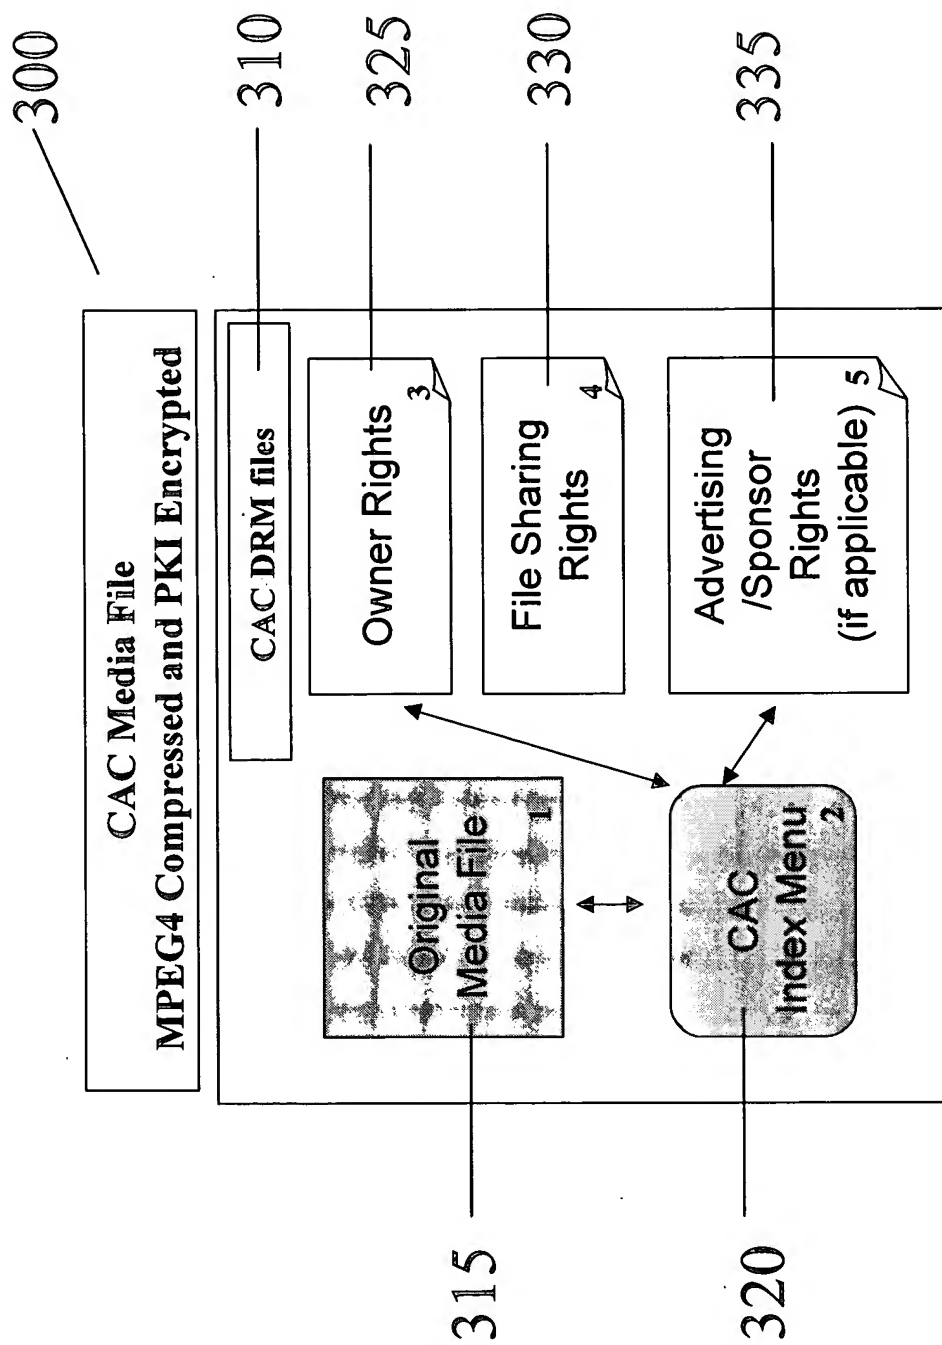 300
CAC Media File
MPEG4 Compressed and PKI Encrypted
310
CAC DRM files
325
Owner Rights
3
330
File Sharing
Rights
4
335
Advertising
/Sponsor
Rights
(if applicable)
5
315
Original
Media File
1
320
CAC
Index Menu
2